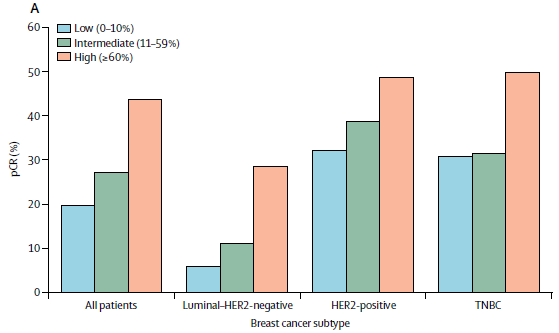 A
Low (0–10%)
Intermediate (11–59%)
High (≥60%)
pCR (%)
60
50
40
30
20
10
0
All patients
Luminal–HER2-negative
HER2-positive
TNBC
Breast cancer subtype